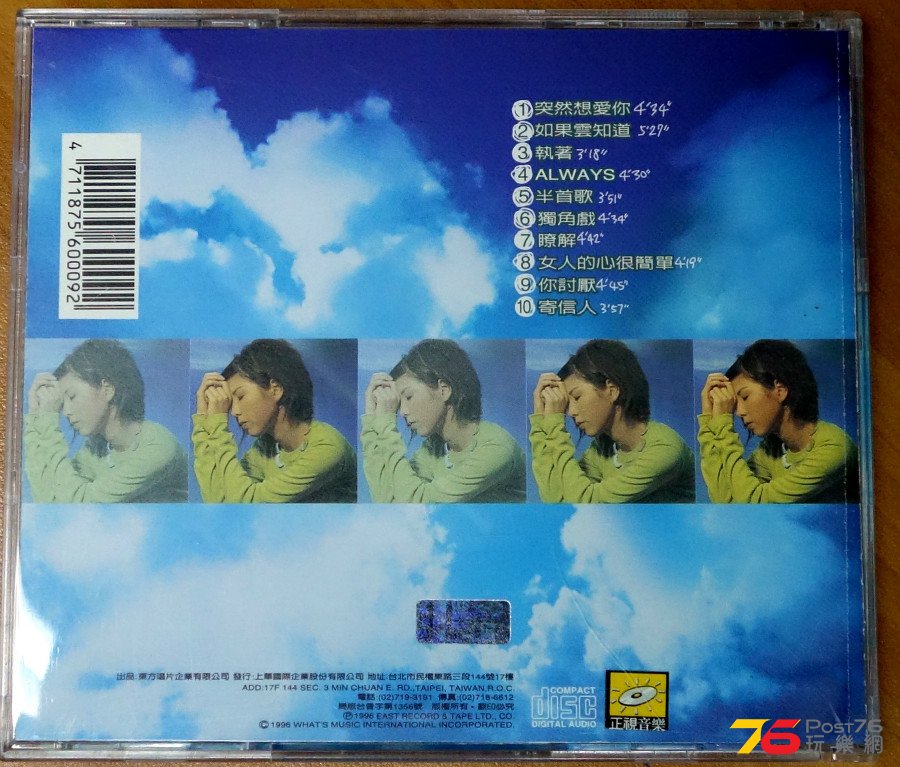 ① 突然想愛你 4'34"
② 如果雲知道 5'29"
③ 執著 3'18"
④ ALWAYS 4'30"
⑤ 半首歌 3'51"
⑥ 獨角戲 4'34"
⑦ 瞭解 4'42"
⑧ 女人的心很簡單 4'19"
⑨ 你討厭 4'45"
⑩ 寄信人 3'57"
4 711875 600092
出品:東方唱片企業有限公司 發行:上華國際企業股份有限公司 地址:台北市民權東路三段144號17樓
ADD:17F 144 SEC. 3 MIN CHUAN E. RD.,TAIPEI, TAIWAN,R.O.C.
電話:(02)719-3191 傳真:(02)718-6612
局版台音字第1356號 版權所有・翻印必究
Ⓟ1996 EAST RECORD & TAPE LTD., CO.
©1996 WHAT'S MUSIC INTERNATIONAL INCORPORATED.
COMPACT
disc
DIGITAL AUDIO
正視音樂
76 POST76
玩樂網